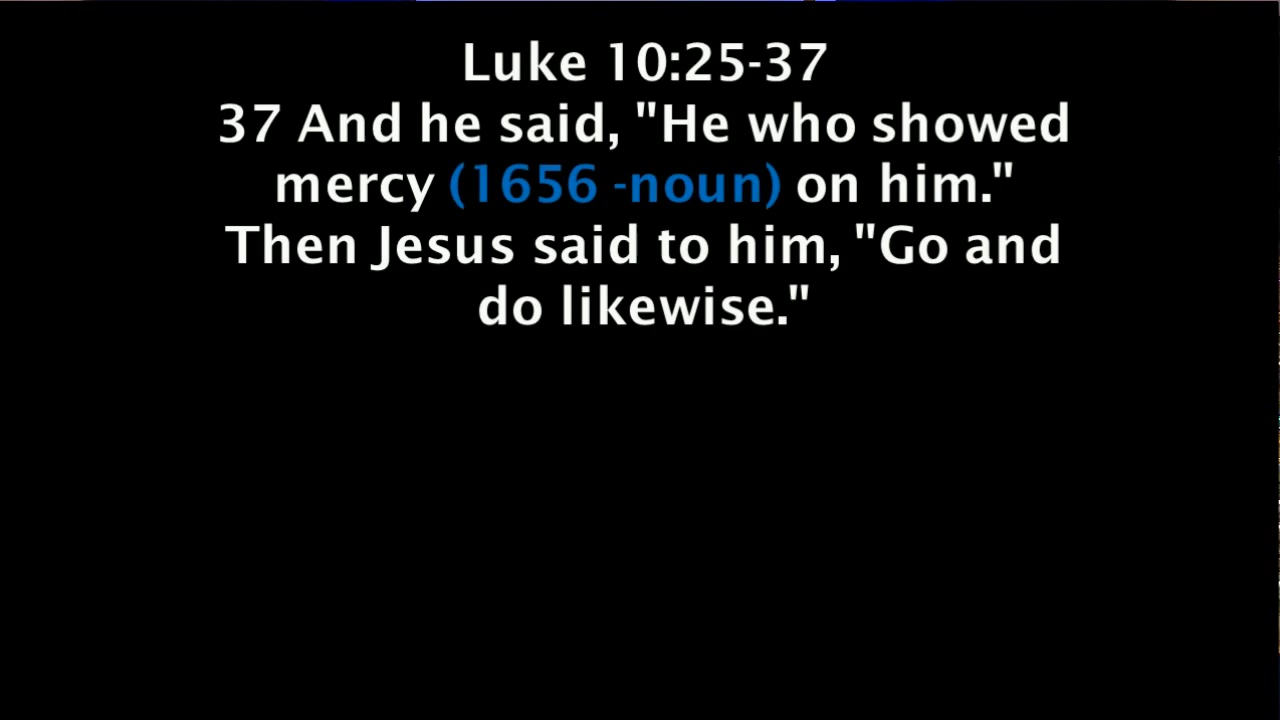 Luke 10:25-37
37 And he said, "He who showed
mercy (1656 -noun) on him."
Then Jesus said to him, "Go and
do likewise."